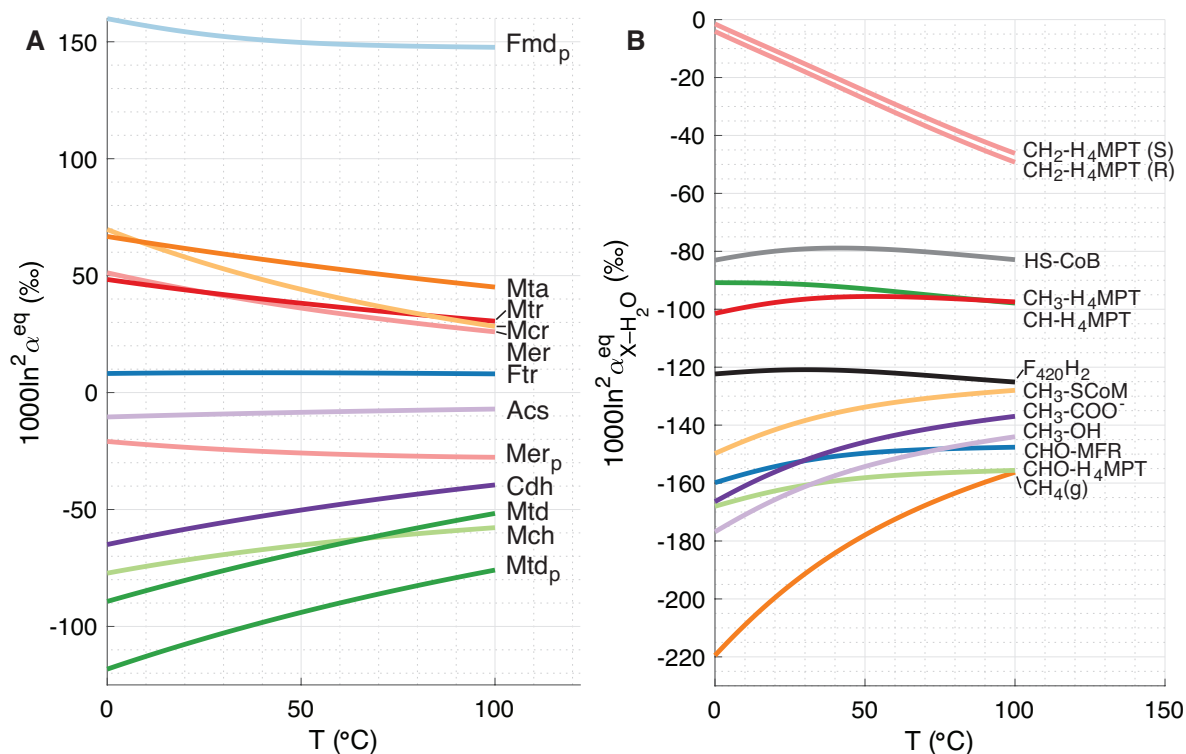 A
150
100
50
0
-50
-100
0
50
100
T (°C)
1000ln²α^eq (‰)
Fmd_p
Mta
Mtr
Mcr
Mer
Ftr
Acs
Mer_p
Cdh
Mtd
Mch
Mtd_p
B
0
-20
-40
-60
-80
-100
-120
-140
-160
-180
-200
-220
0
50
100
150
T (°C)
1000ln²α^eq_X–H₂O (‰)
CH₂-H₄MPT (S)
CH₂-H₄MPT (R)
HS-CoB
CH₃-H₄MPT
CH-H₄MPT
F₄₂₀H₂
CH₃-SCoM
CH₃-COO⁻
CH₃-OH
CHO-MFR
CHO-H₄MPT
CH₄(g)